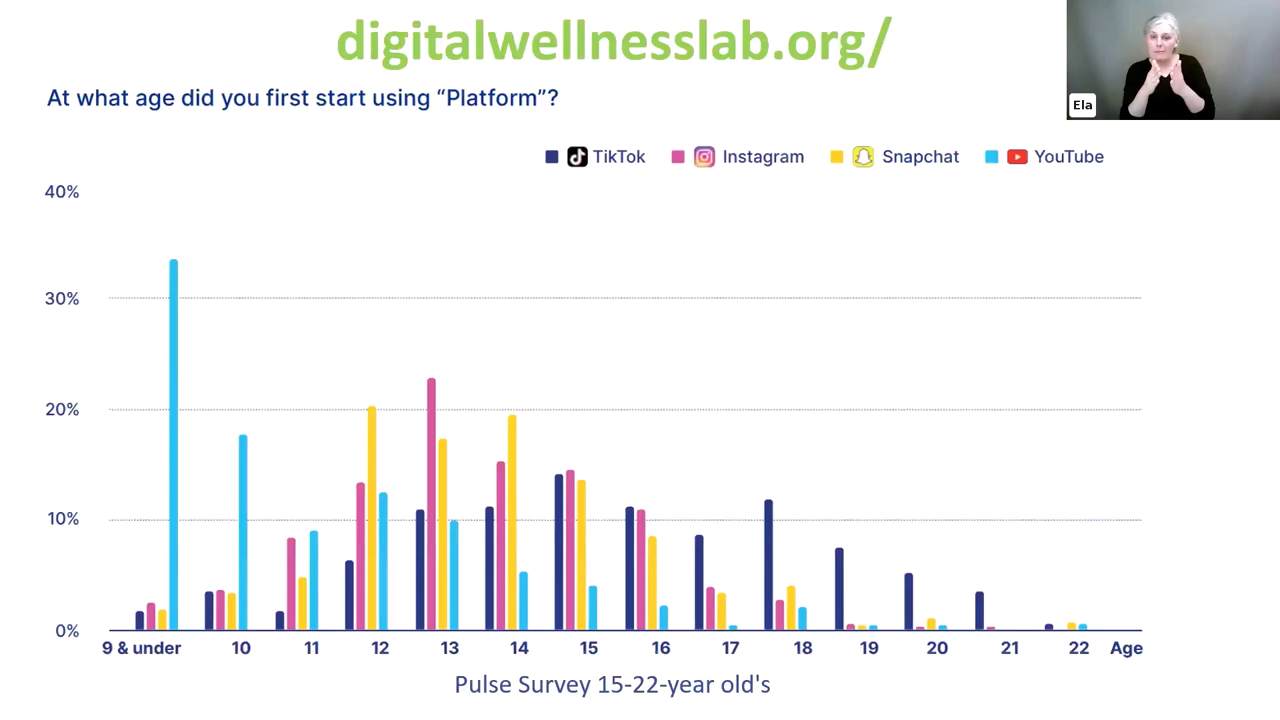 digitalwellnesslab.org/
At what age did you first start using “Platform”?
Ela
TikTok Instagram Snapchat YouTube
40%
30%
20%
10%
0%
9 & under 10 11 12 13 14 15 16 17 18 19 20 21 22 Age
Pulse Survey 15-22-year old's